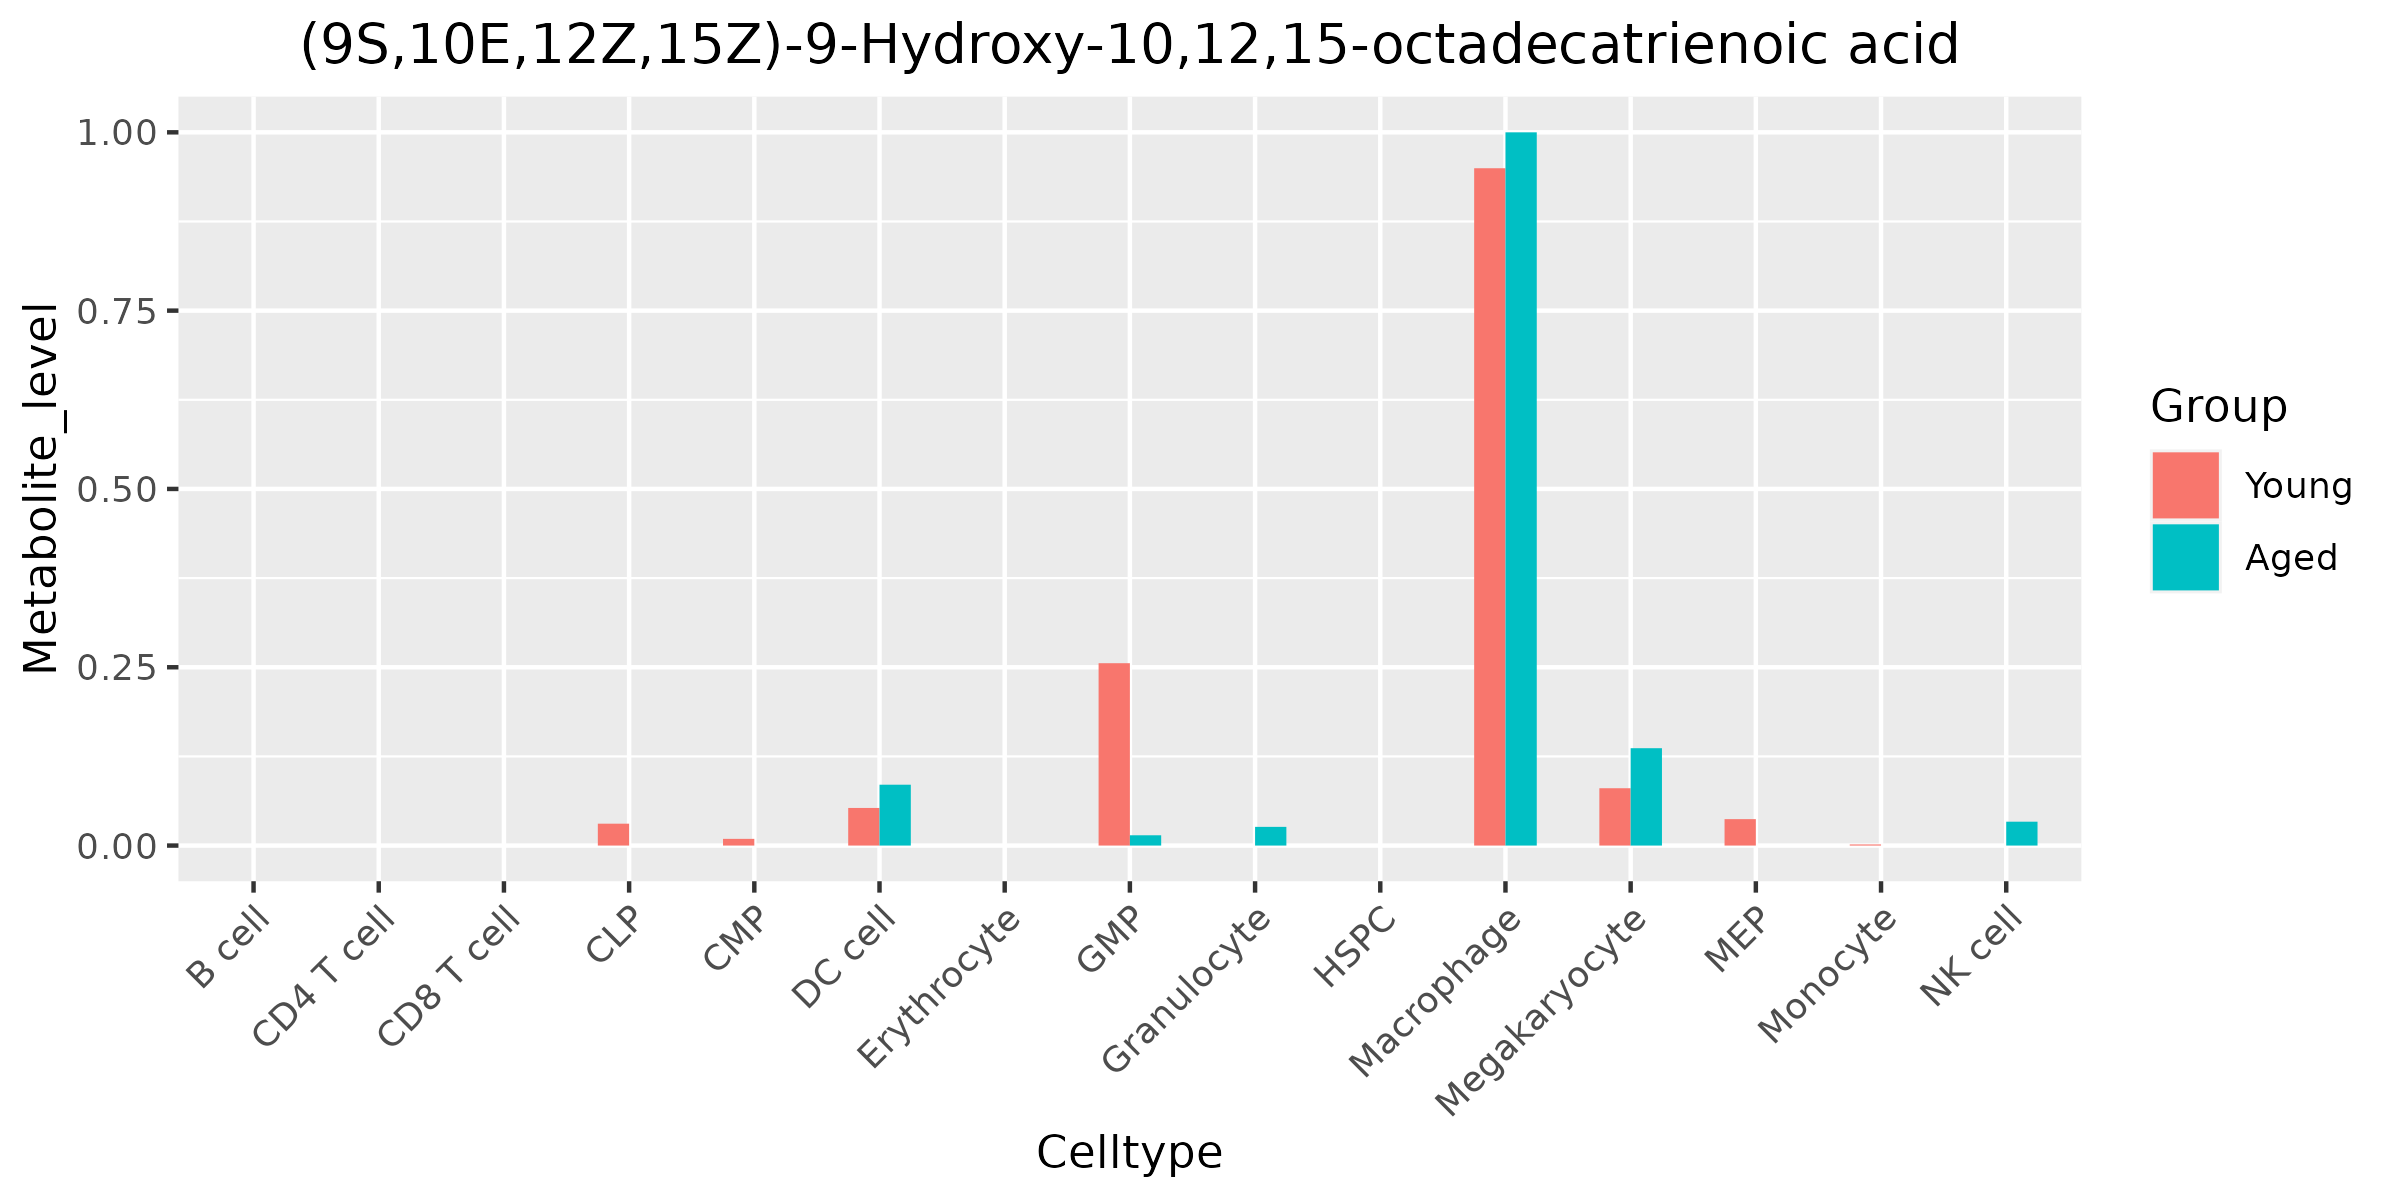 (9S,10E,12Z,15Z)-9-Hydroxy-10,12,15-octadecatrienoic acid
Metabolite_level
1.00
0.75
0.50
0.25
0.00
B cell
CD4 T cell
CD8 T cell
CLP
CMP
DC cell
Erythrocyte
GMP
Granulocyte
HSPC
Macrophage
Megakaryocyte
MEP
Monocyte
NK cell
Celltype
Group
Young
Aged